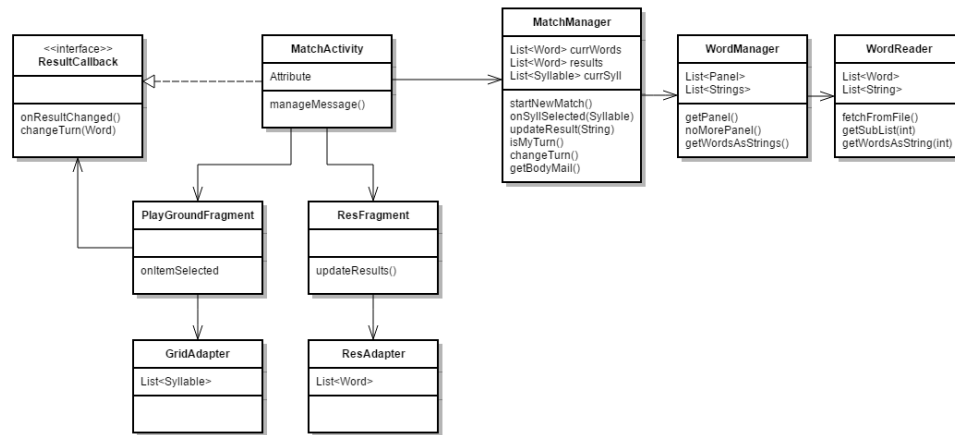 <<interface>>
ResultCallback
onResultChanged()
changeTurn(Word)
MatchActivity
Attribute
manageMessage()
MatchManager
List<Word> currWords
List<Word> results
List<Syllable> currSyll
startNewMatch()
onSyllSelected(Syllable)
updateResult(String)
isMyTurn()
changeTurn()
getBodyMail()
WordManager
List<Panel>
List<Strings>
getPanel()
noMorePanel()
getWordsAsStrings()
WordReader
List<Word>
List<String>
fetchFromFile()
getSubList(int)
getWordsAsString(int)
PlayGroundFragment
onItemSelected
ResFragment
updateResults()
GridAdapter
List<Syllable>
ResAdapter
List<Word>